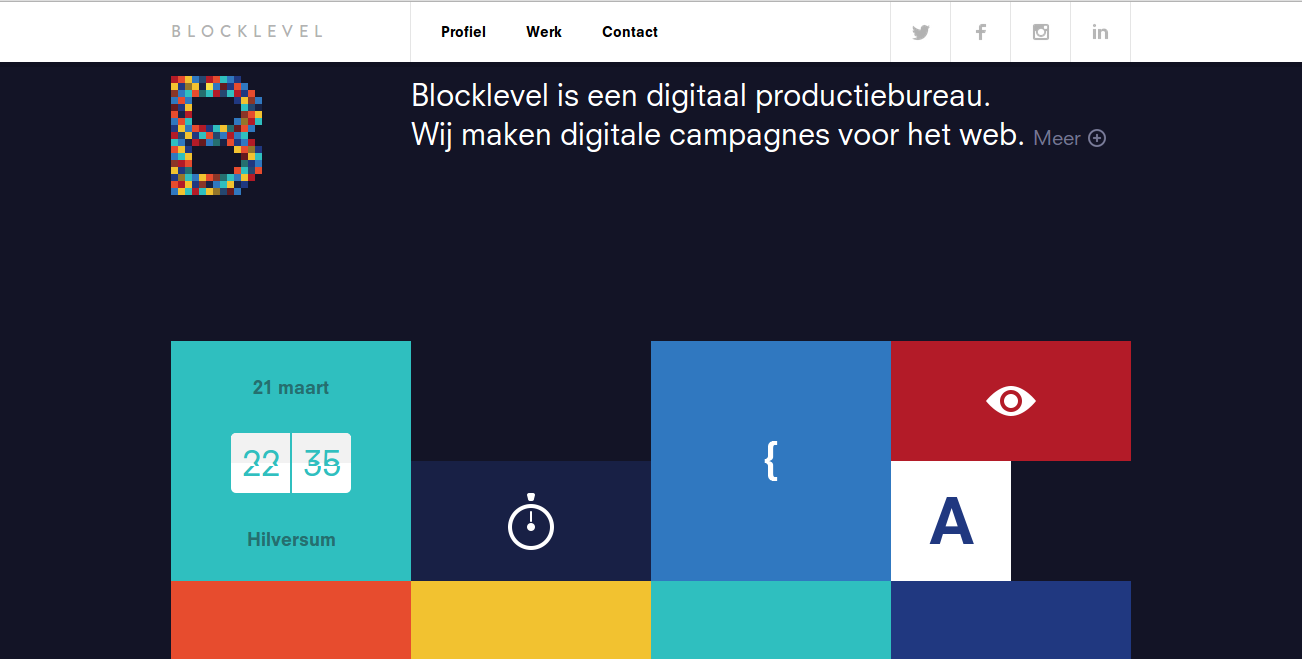 BLOCKLEVEL
Profiel
Werk
Contact
B
Blocklevel is een digitaal productiebureau.
Wij maken digitale campagnes voor het web. Meer
21 maart
22 35
Hilversum
{
A